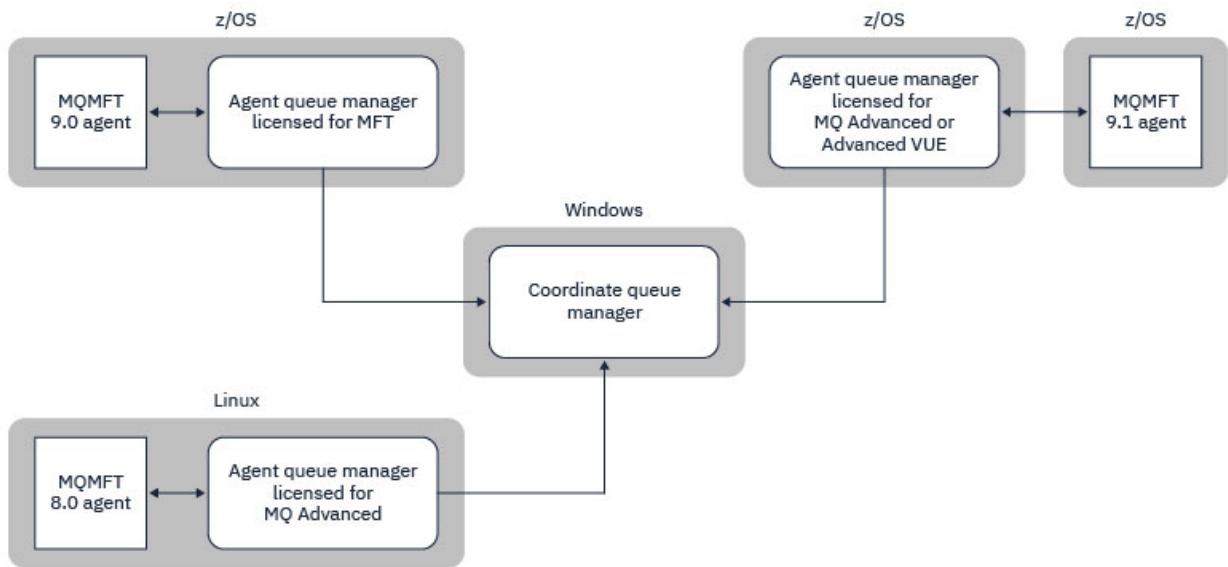 z/OS
MQMFT
9.0 agent
Agent queue manager
licensed for MFT
z/OS
Agent queue manager
licensed for
MQ Advanced or
Advanced VUE
z/OS
MQMFT
9.1 agent
Windows
Coordinate queue
manager
Linux
MQMFT
8.0 agent
Agent queue manager
licensed for
MQ Advanced